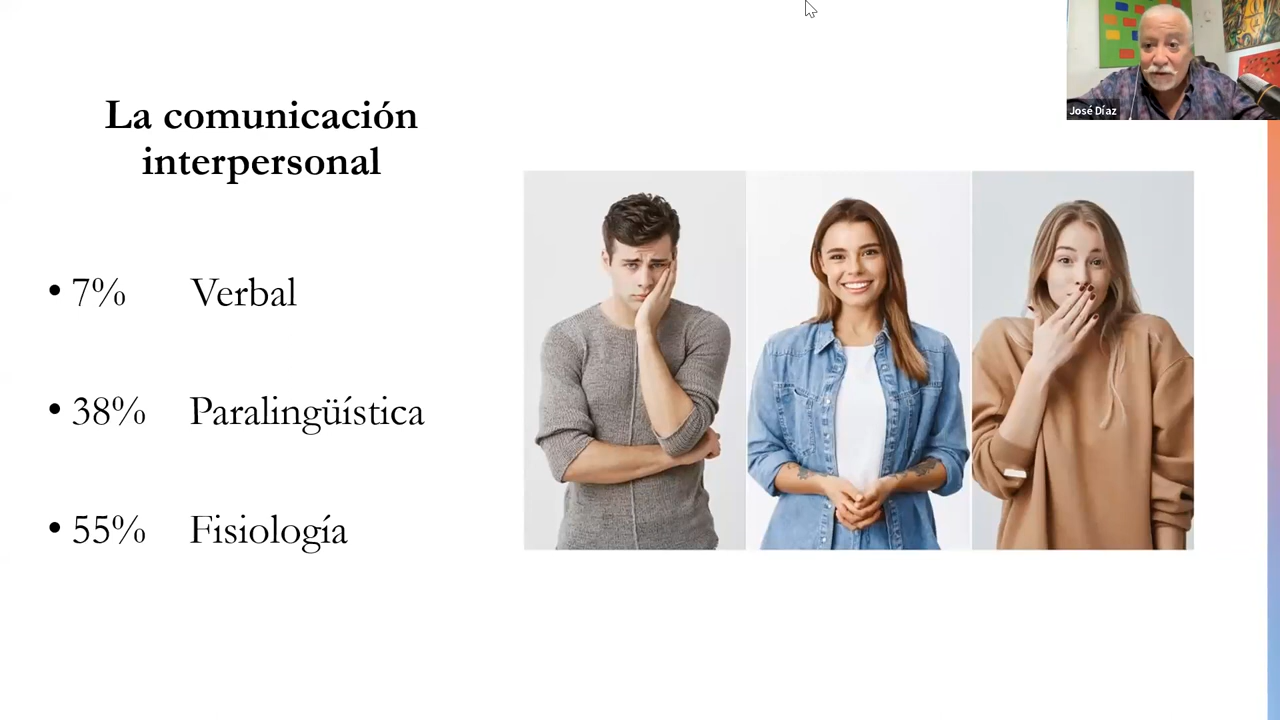 La comunicación
interpersonal
• 7% Verbal
• 38% Paralingüística
• 55% Fisiología
José Díaz